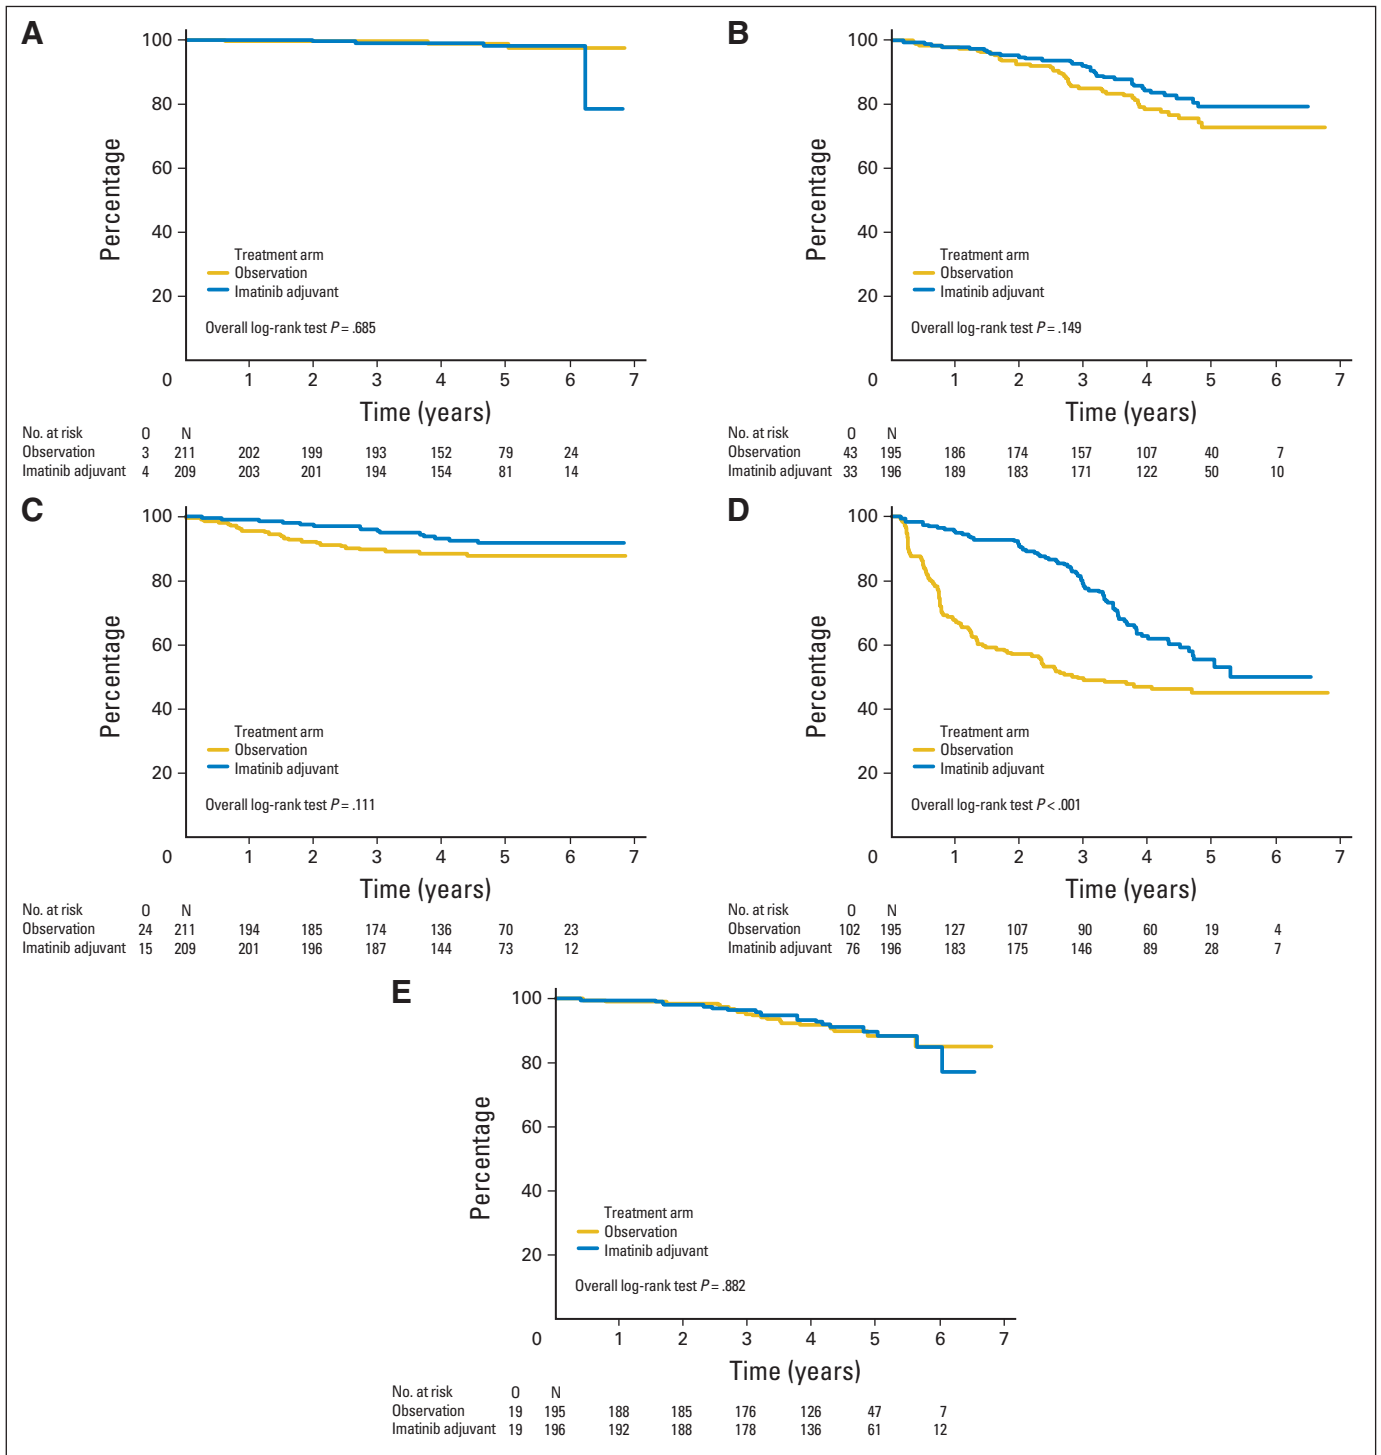 A
100
80
60
40
20
0
Percentage
Treatment arm
Observation
Imatinib adjuvant
Overall log-rank test P = .685
1 2 3 4 5 6 7
Time (years)
No. at risk O N
Observation 3 211 202 199 193 152 79 24
Imatinib adjuvant 4 209 203 201 194 154 81 14
B
100
80
60
40
20
0
Percentage
Treatment arm
Observation
Imatinib adjuvant
Overall log-rank test P = .149
1 2 3 4 5 6 7
Time (years)
No. at risk O N
Observation 43 195 186 174 157 107 40 7
Imatinib adjuvant 33 196 189 183 171 122 50 10
C
100
80
60
40
20
0
Percentage
Treatment arm
Observation
Imatinib adjuvant
Overall log-rank test P = .111
1 2 3 4 5 6 7
Time (years)
No. at risk O N
Observation 24 211 194 185 174 136 70 23
Imatinib adjuvant 15 209 201 196 187 144 73 12
D
100
80
60
40
20
0
Percentage
Treatment arm
Observation
Imatinib adjuvant
Overall log-rank test P < .001
1 2 3 4 5 6 7
Time (years)
No. at risk O N
Observation 102 195 127 107 90 60 19 4
Imatinib adjuvant 76 196 183 175 146 89 28 7
E
100
80
60
40
20
0
Percentage
Treatment arm
Observation
Imatinib adjuvant
Overall log-rank test P = .882
1 2 3 4 5 6 7
Time (years)
No. at risk O N
Observation 19 195 188 185 176 126 47 7
Imatinib adjuvant 19 196 192 188 178 136 61 12